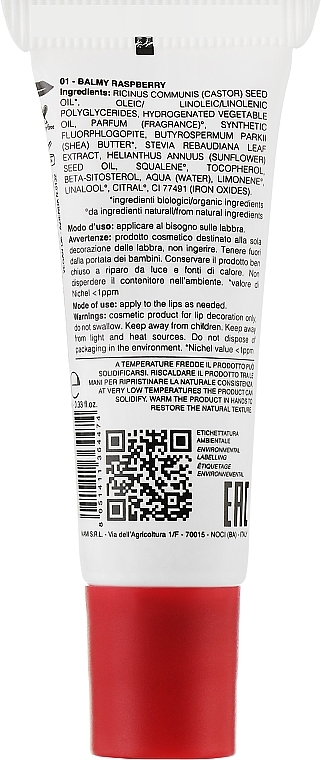 01 - BALMY RASPBERRY
Ingredients: RICINUS COMMUNIS (CASTOR) SEED
OIL*, OLEIC/ LINOLEIC/LINOLENIC
POLYGLYCERIDES, HYDROGENATED VEGETABLE
OIL, PARFUM (FRAGRANCE)°, SYNTHETIC
FLUORPHLOGOPITE, BUTYROSPERMUM PARKII
(SHEA) BUTTER*, STEVIA REBAUDIANA LEAF
EXTRACT, HELIANTHUS ANNUUS (SUNFLOWER)
SEED OIL, SQUALENE°, TOCOPHEROL,
BETA-SITOSTEROL, AQUA (WATER), LIMONENE°,
LINALOOL°, CITRAL°, CI 77491 (IRON OXIDES).
*ingredienti biologici/organic ingredients
°da ingredienti naturali/from natural ingredients
Modo d'uso: applicare al bisogno sulle labbra.
Avvertenze: prodotto cosmetico destinato alla sola
decorazione delle labbra, non ingerire. Tenere fuori
dalla portata dei bambini. Conservare il prodotto ben
chiuso a riparo da luce e fonti di calore. Non
disperdere il contenitore nell'ambiente. *valore di
Nichel <1ppm
Mode of use: apply to the lips as needed.
Warnings: cosmetic product for lip decoration only,
do not swallow. Keep away from children. Keep away
from light and heat sources. Do not dispose of
packaging in the environment. *Nichel value <1ppm
A TEMPERATURE FREDDE IL PRODOTTO PUÒ
SOLIDIFICARSI. RISCALDARE IL PRODOTTO TRA LE
MANI PER RIPRISTINARE LA NATURALE CONSISTENZA.
AT VERY LOW TEMPERATURES THE PRODUCT CAN
SOLIDIFY. WARM THE PRODUCT IN HANDS TO
RESTORE THE NATURAL TEXTURE.
e
0.33 fl.oz.
8 051411 364474
ETICHETTATURA
AMBIENTALE
ENVIRONMENTAL
LABELLING
ÉTIQUETAGE
ENVIRONNEMENTAL
EAC
S.R.L. - Via dell'Agricoltura 1/F - 70015 - NOCI (BA) - ITALY